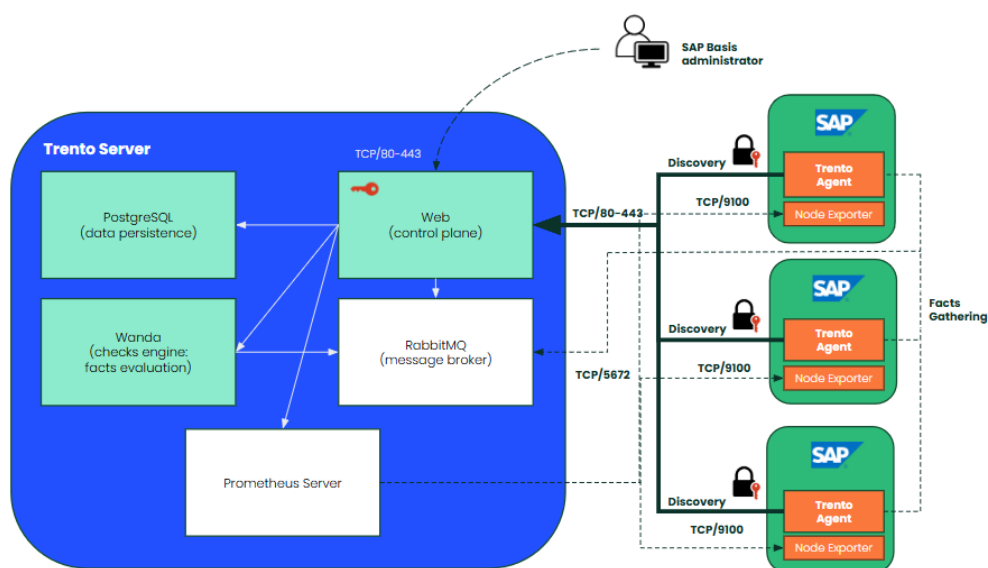 SAP Basis
administrator
Trento Server
TCP/80-443
PostgreSQL
(data persistence)
Web
(control plane)
Wanda
(checks engine:
facts evaluation)
RabbitMQ
(message broker)
Prometheus Server
TCP/80-443
TCP/5672
Discovery
TCP/9100
SAP
Trento
Agent
Node Exporter
Discovery
TCP/9100
SAP
Trento
Agent
Node Exporter
Discovery
TCP/9100
SAP
Trento
Agent
Node Exporter
Facts
Gathering